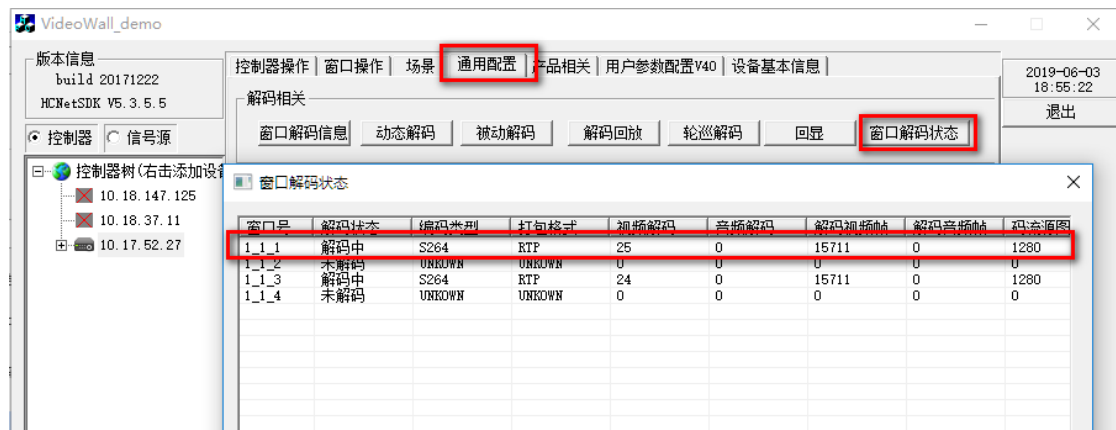 VideoWall_demo
版本信息
build 20171222
HCNetSDK V5.3.5.5
控制器 信号源
控制器树(右击添加设备
10.18.147.125
10.18.37.11
10.17.52.27
控制器操作 窗口操作 场景 通用配置 产品相关 用户参数配置V40 设备基本信息
解码相关
窗口解码信息 动态解码 被动解码 解码回放 轮巡解码 回显 窗口解码状态
2019-06-03
18:55:22
退出
窗口解码状态
窗口号 解码状态 编码类型 打包格式 视频解码 音频解码 解码视频帧 解码音频帧 码流源图
1_1_1 解码中 S264 RTP 25 0 15711 0 1280
1_1_2 未解码 UNKOWN UNKOWN 0 0 0 0 0
1_1_3 解码中 S264 RTP 24 0 15711 0 1280
1_1_4 未解码 UNKOWN UNKOWN 0 0 0 0 0